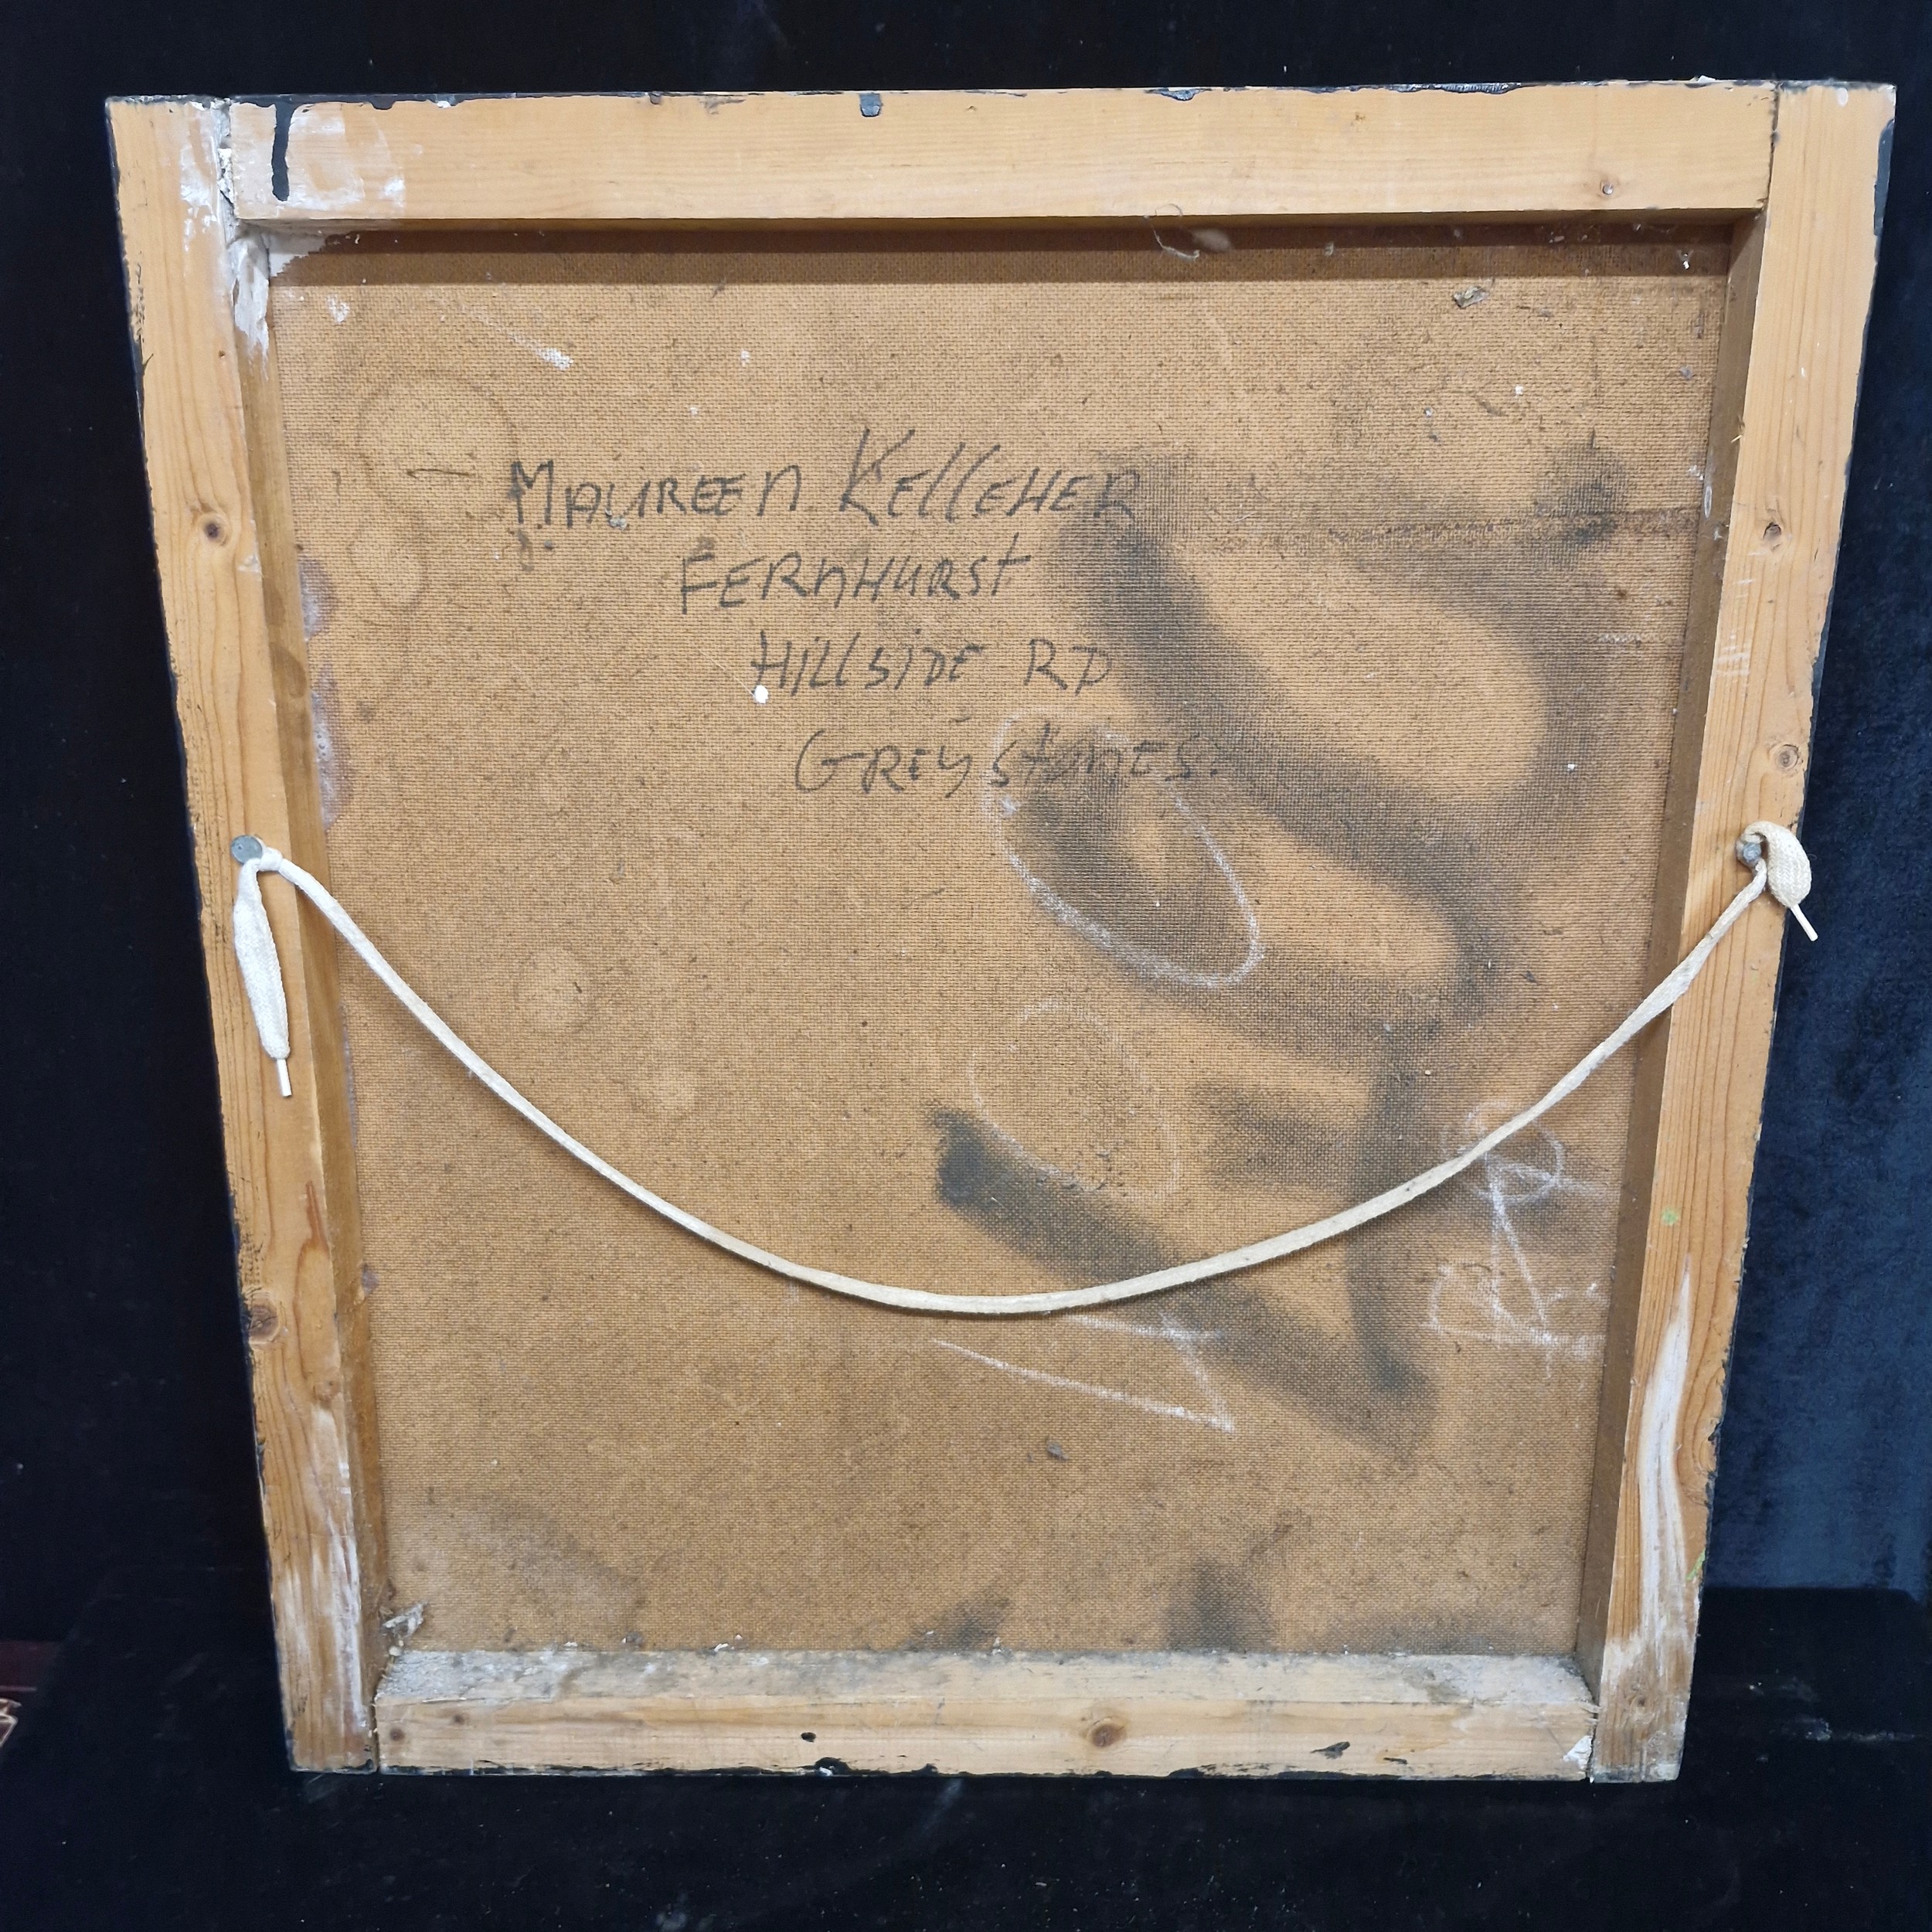 MAUREEN KELLEHER
FERNHURST
HILLSIDE RD
GREYSTONES.